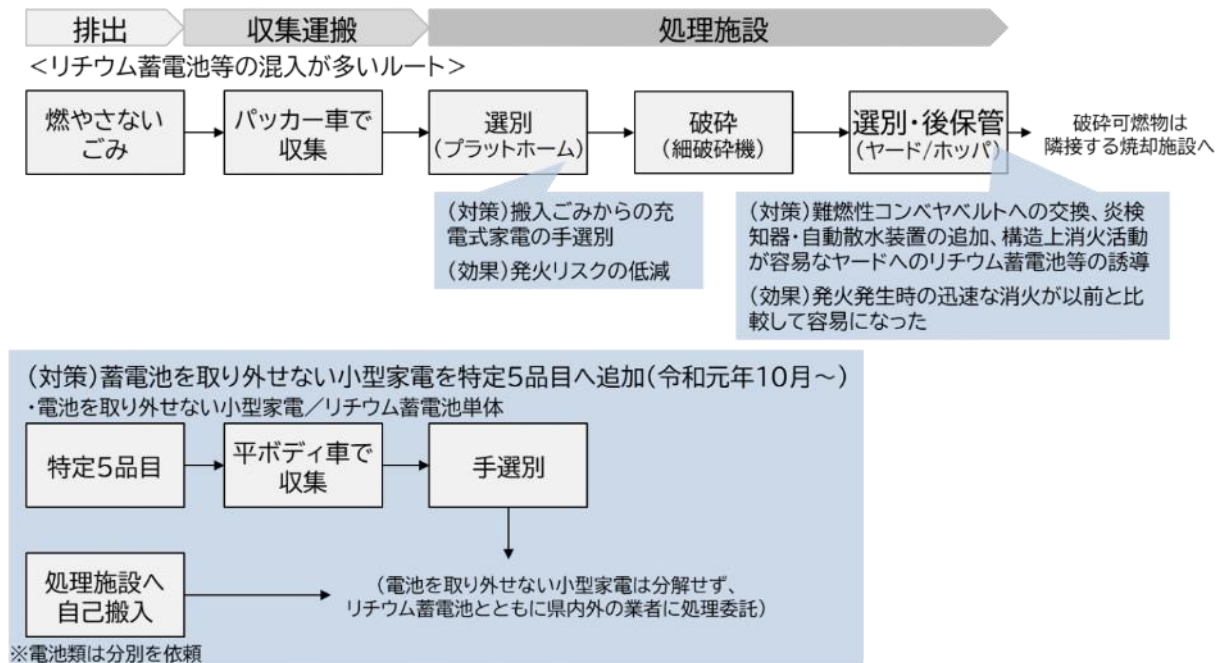 排出
収集運搬
処理施設
<リチウム蓄電池等の混入が多いルート>
燃やさない
ごみ
パッカー車で
収集
選別
(プラットホーム)
破砕
(細破砕機)
選別・後保管
(ヤード/ホッパ)
破砕可燃物は
隣接する焼却施設へ
(対策)搬入ごみからの充
電式家電の手選別
(効果)発火リスクの低減
(対策)難燃性コンベヤベルトへの交換、炎検
知器・自動散水装置の追加、構造上消火活動
が容易なヤードへのリチウム蓄電池等の誘導
(効果)発火発生時の迅速な消火が以前と比
較して容易になった
(対策)蓄電池を取り外せない小型家電を特定5品目へ追加(令和元年10月~)
・電池を取り外せない小型家電/リチウム蓄電池単体
特定5品目
平ボディ車で
収集
手選別
処理施設へ
自己搬入
(電池を取り外せない小型家電は分解せず、
リチウム蓄電池とともに県内外の業者に処理委託)
※電池類は分別を依頼